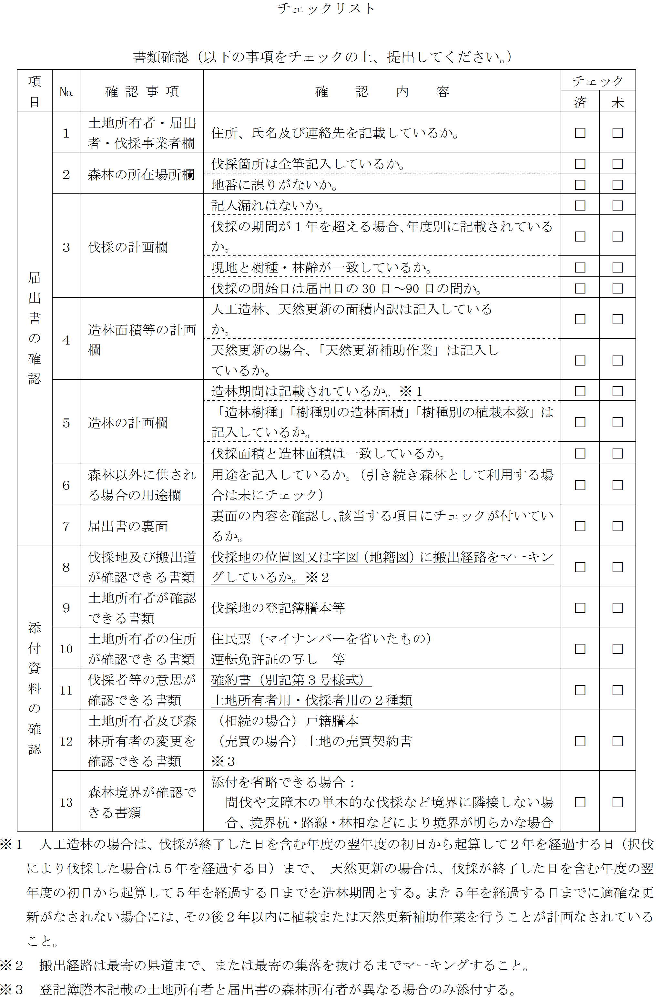 チェックリスト
書類確認（以下の事項をチェックの上、提出してください。）
項目 №. 確認事項 確認内容 チェック
済 未
届出書の確認
1 土地所有者・届出
者・伐採事業者欄
住所、氏名及び連絡先を記載しているか。 □ □
2 森林の所在場所欄
伐採箇所は全筆記入しているか。 □ □
地番に誤りがないか。 □ □
3 伐採の計画欄
記入漏れはないか。 □ □
伐採の期間が１年を超える場合、年度別に記載されている
か。 □ □
現地と樹種・林齢が一致しているか。 □ □
伐採の開始日は届出日の 30 日～90 日の間か。 □ □
4 造林面積等の計画
欄
人工造林、天然更新の面積内訳は記入している
か。 □ □
天然更新の場合、「天然更新補助作業」は記入し
ているか。 □ □
5 造林の計画欄
造林期間は記載されているか。※１ □ □
「造林樹種」「樹種別の造林面積」「樹種別の植栽本数」は
記入しているか。 □ □
伐採面積と造林面積は一致しているか。 □ □
6 森林以外に供され
る場合の用途欄
用途を記入しているか。（引き続き森林として利用する場
合は未にチェック） □ □
7 届出書の裏面
裏面の内容を確認し、該当する項目にチェックが付いてい
るか。 □ □
添付資料の確認
8 伐採地及び搬出道
が確認できる書類
伐採地の位置図又は字図（地籍図）に搬出経路をマーキン
グしているか。※２ □ □
9 土地所有者が確認
できる書類
伐採地の登記簿謄本等 □ □
10 土地所有者の住所
が確認できる書類
住民票（マイナンバーを省いたもの）
運転免許証の写し　等 □ □
11 伐採者等の意思が
確認できる書類
確約書（別記第３号様式）
土地所有者用・伐採者用の２種類 □ □
12 土地所有者及び森
林所有者の変更を
確認できる書類
（相続の場合）戸籍謄本
（売買の場合）土地の売買契約書
※３ □ □
13 森林境界が確認で
きる書類
添付を省略できる場合：
間伐や支障木の単木的な伐採など境界に隣接しない場
合、境界杭・路線・林相などにより境界が明らかな場合 □ □
※１　人工造林の場合は、伐採が終了した日を含む年度の翌年度の初日から起算して２年を経過する日（択伐
により伐採した場合は５年を経過する日）まで、　天然更新の場合は、伐採が終了した日を含む年度の翌
年度の初日から起算して５年を経過する日までを造林期間とする。また５年を経過する日までに適確な更
新がなされない場合には、その後２年以内に植栽または天然更新補助作業を行うことが計画なされている
こと。
※２　搬出経路は最寄の県道まで、または最寄の集落を抜けるまでマーキングすること。
※３　登記簿謄本記載の土地所有者と届出書の森林所有者が異なる場合のみ添付する。